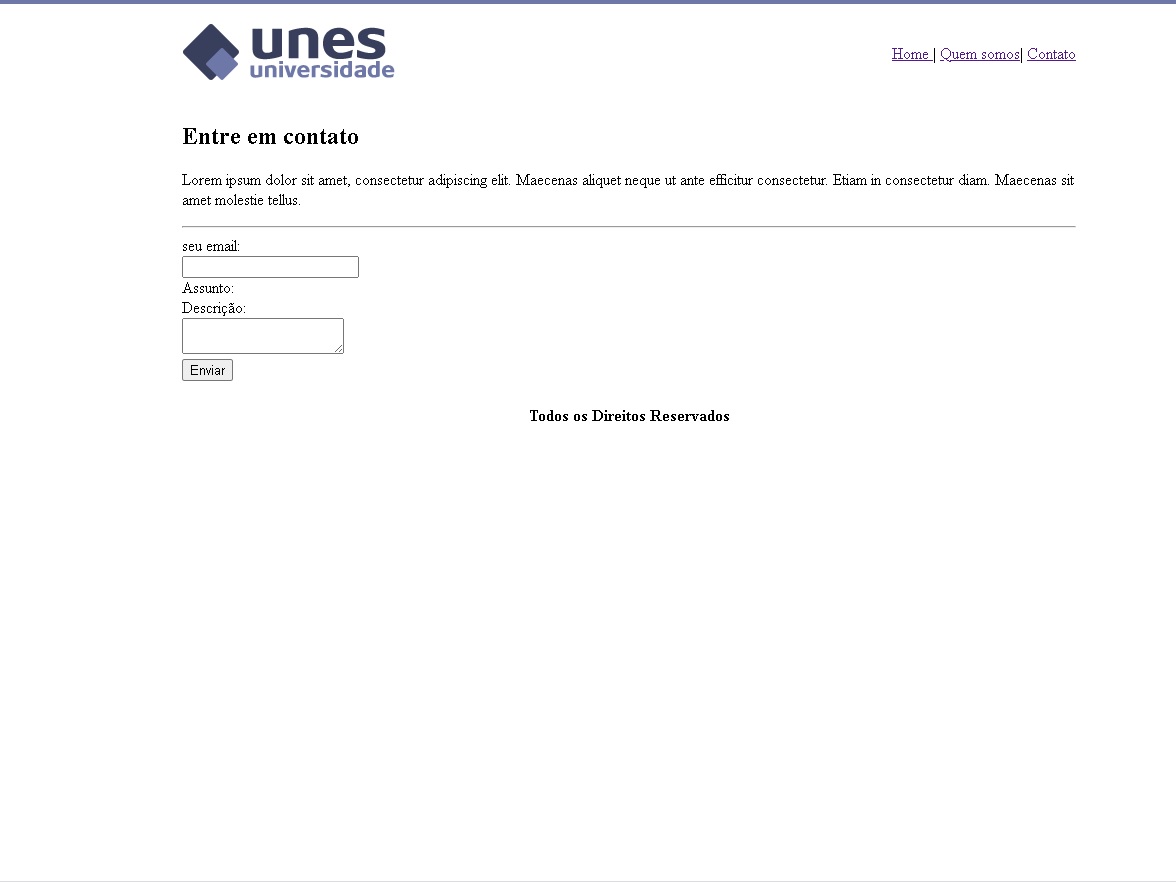 unes
universidade
Home | Quem somos| Contato
Entre em contato
Lorem ipsum dolor sit amet, consectetur adipiscing elit. Maecenas aliquet neque ut ante efficitur consectetur. Etiam in consectetur diam. Maecenas sit
amet molestie tellus.
seu email:
Assunto:
Descrição:
Enviar
Todos os Direitos Reservados